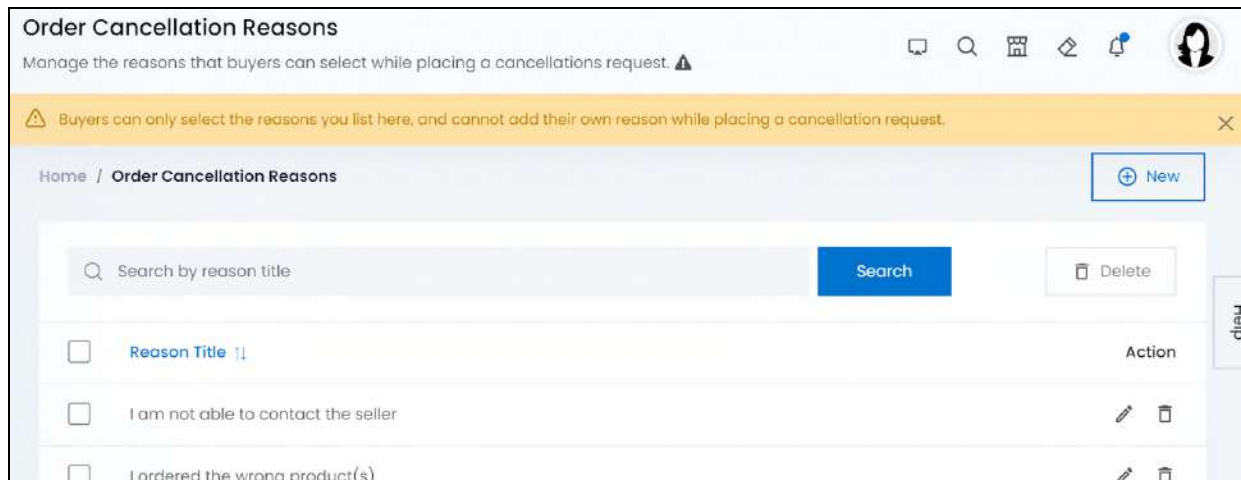 Order Cancellation Reasons
Manage the reasons that buyers can select while placing a cancellations request.
Buyers can only select the reasons you list here, and cannot add their own reason while placing a cancellation request.
Home / Order Cancellation Reasons
New
Search by reason title
Search
Delete
Help
Reason Title
Action
I am not able to contact the seller
I ordered the wrong product(s)